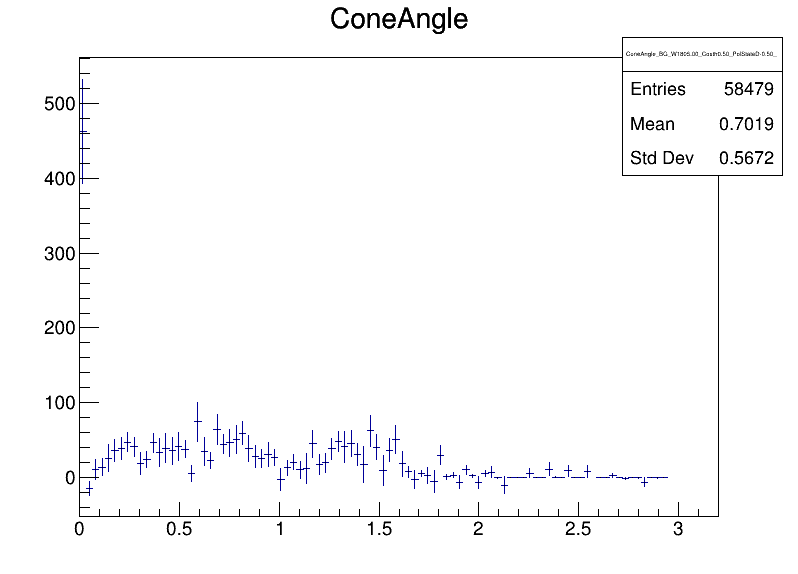 ConeAngle
ConeAngle_BG_W1805.00_Costh0.50_PolStateD-0.50_
Entries 58479
Mean 0.7019
Std Dev 0.5672
500
400
300
200
100
0
0 0.5 1 1.5 2 2.5 3